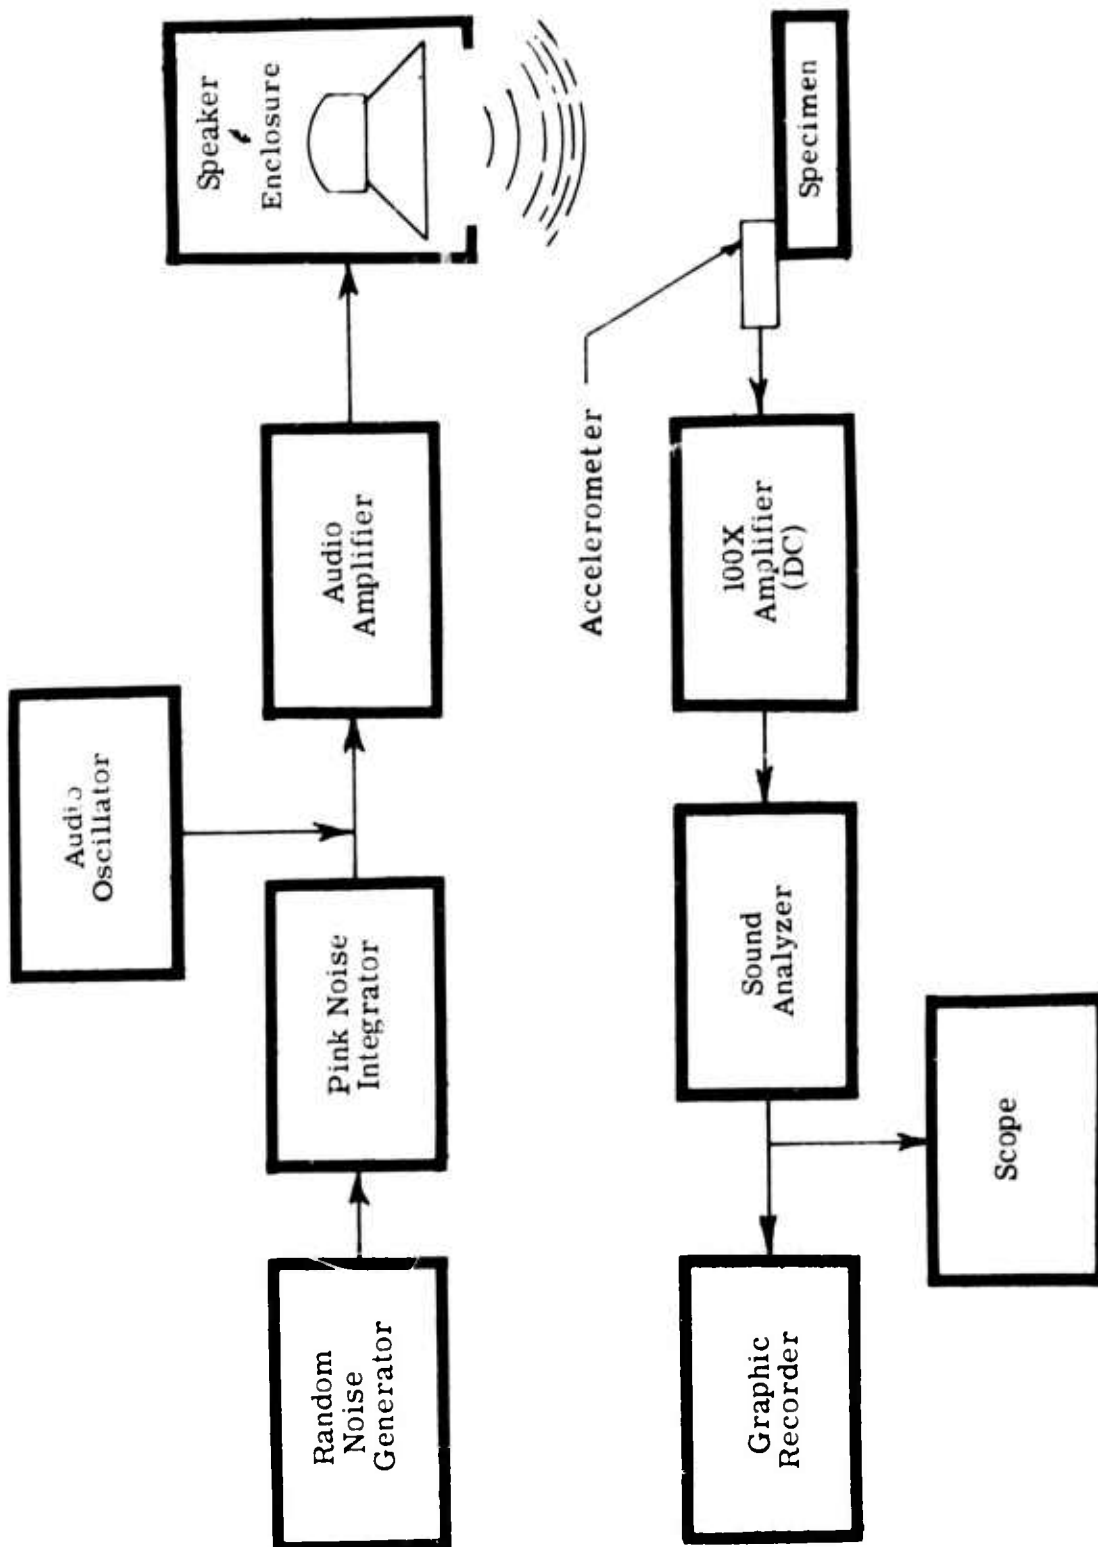 Random
Noise
Generator
Pink Noise
Integrator
Audio
Oscillator
Audio
Amplifier
Speaker
&
Enclosure
Graphic
Recorder
Scope
Sound
Analyzer
100X
Amplifier
(DC)
Accelerometer
Specimen